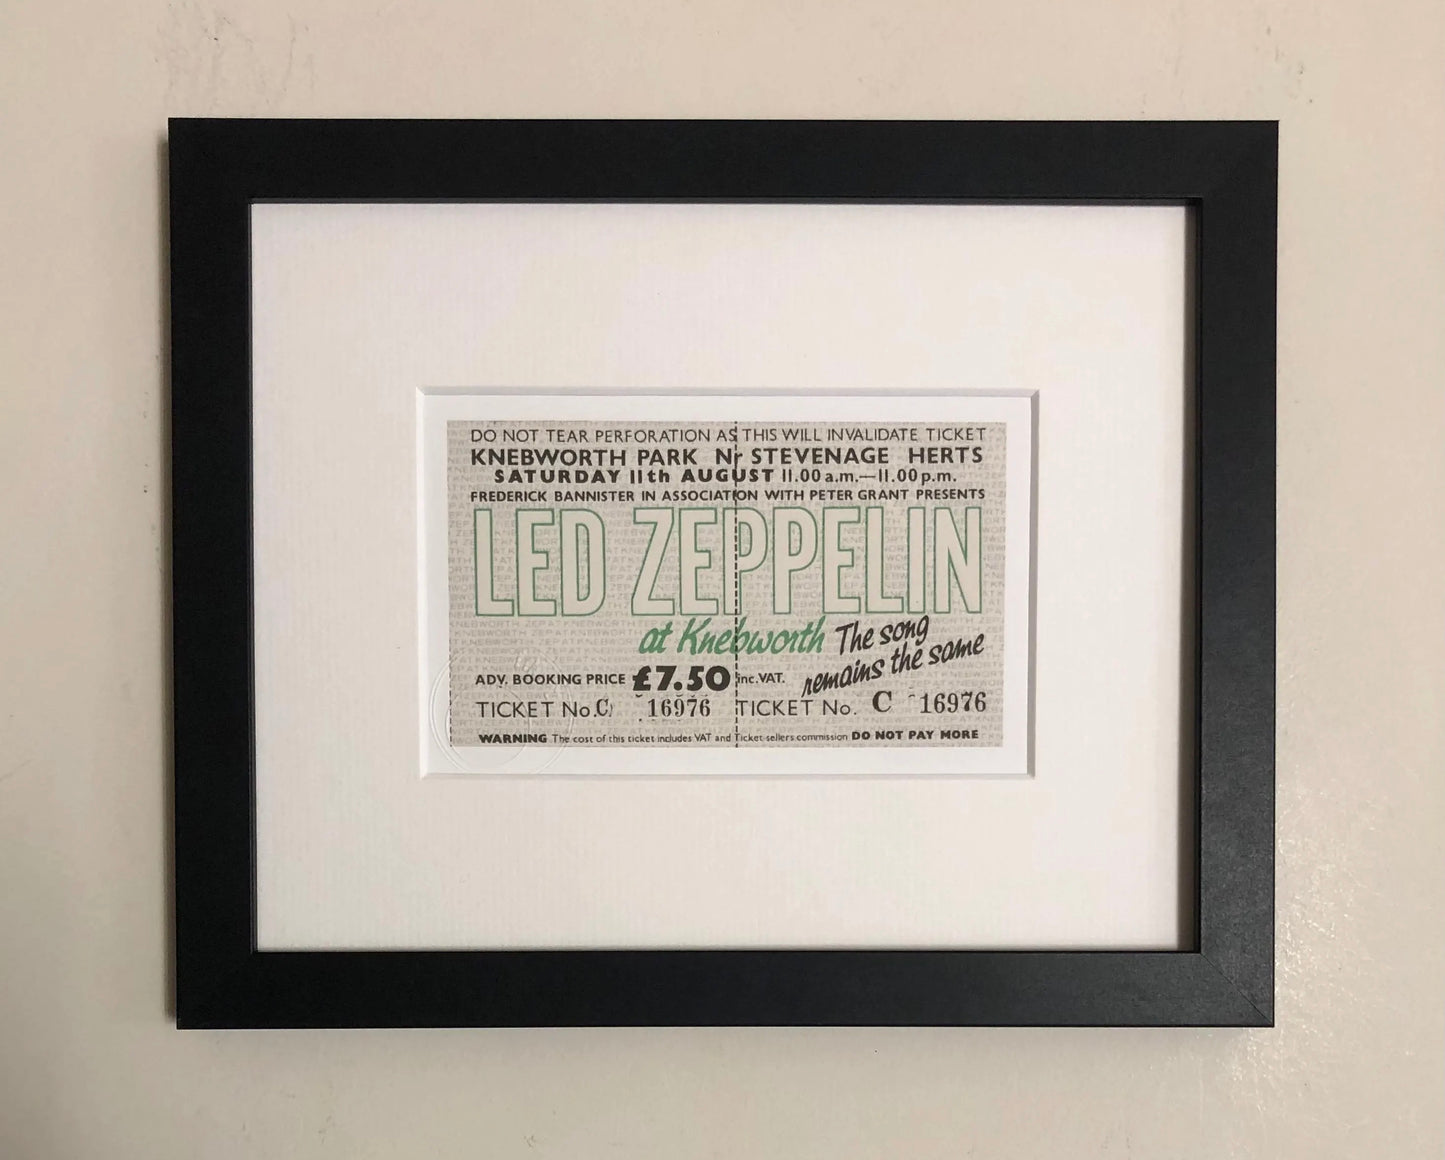 DO NOT TEAR PERFORATION AS THIS WILL INVALIDATE TICKET
KNEBWORTH PARK Nr STEVENAGE HERTS
SATURDAY 11th AUGUST 11.00 a.m.—11.00 p.m.
FREDERICK BANNISTER IN ASSOCIATION WITH PETER GRANT PRESENTS
LED ZEPPELIN
at Knebworth
The song
remains the same
ADV. BOOKING PRICE £7.50 inc.VAT.
TICKET No.C 16976
TICKET No. C 16976
WARNING The cost of this ticket includes VAT and Ticket-sellers commission DO NOT PAY MORE